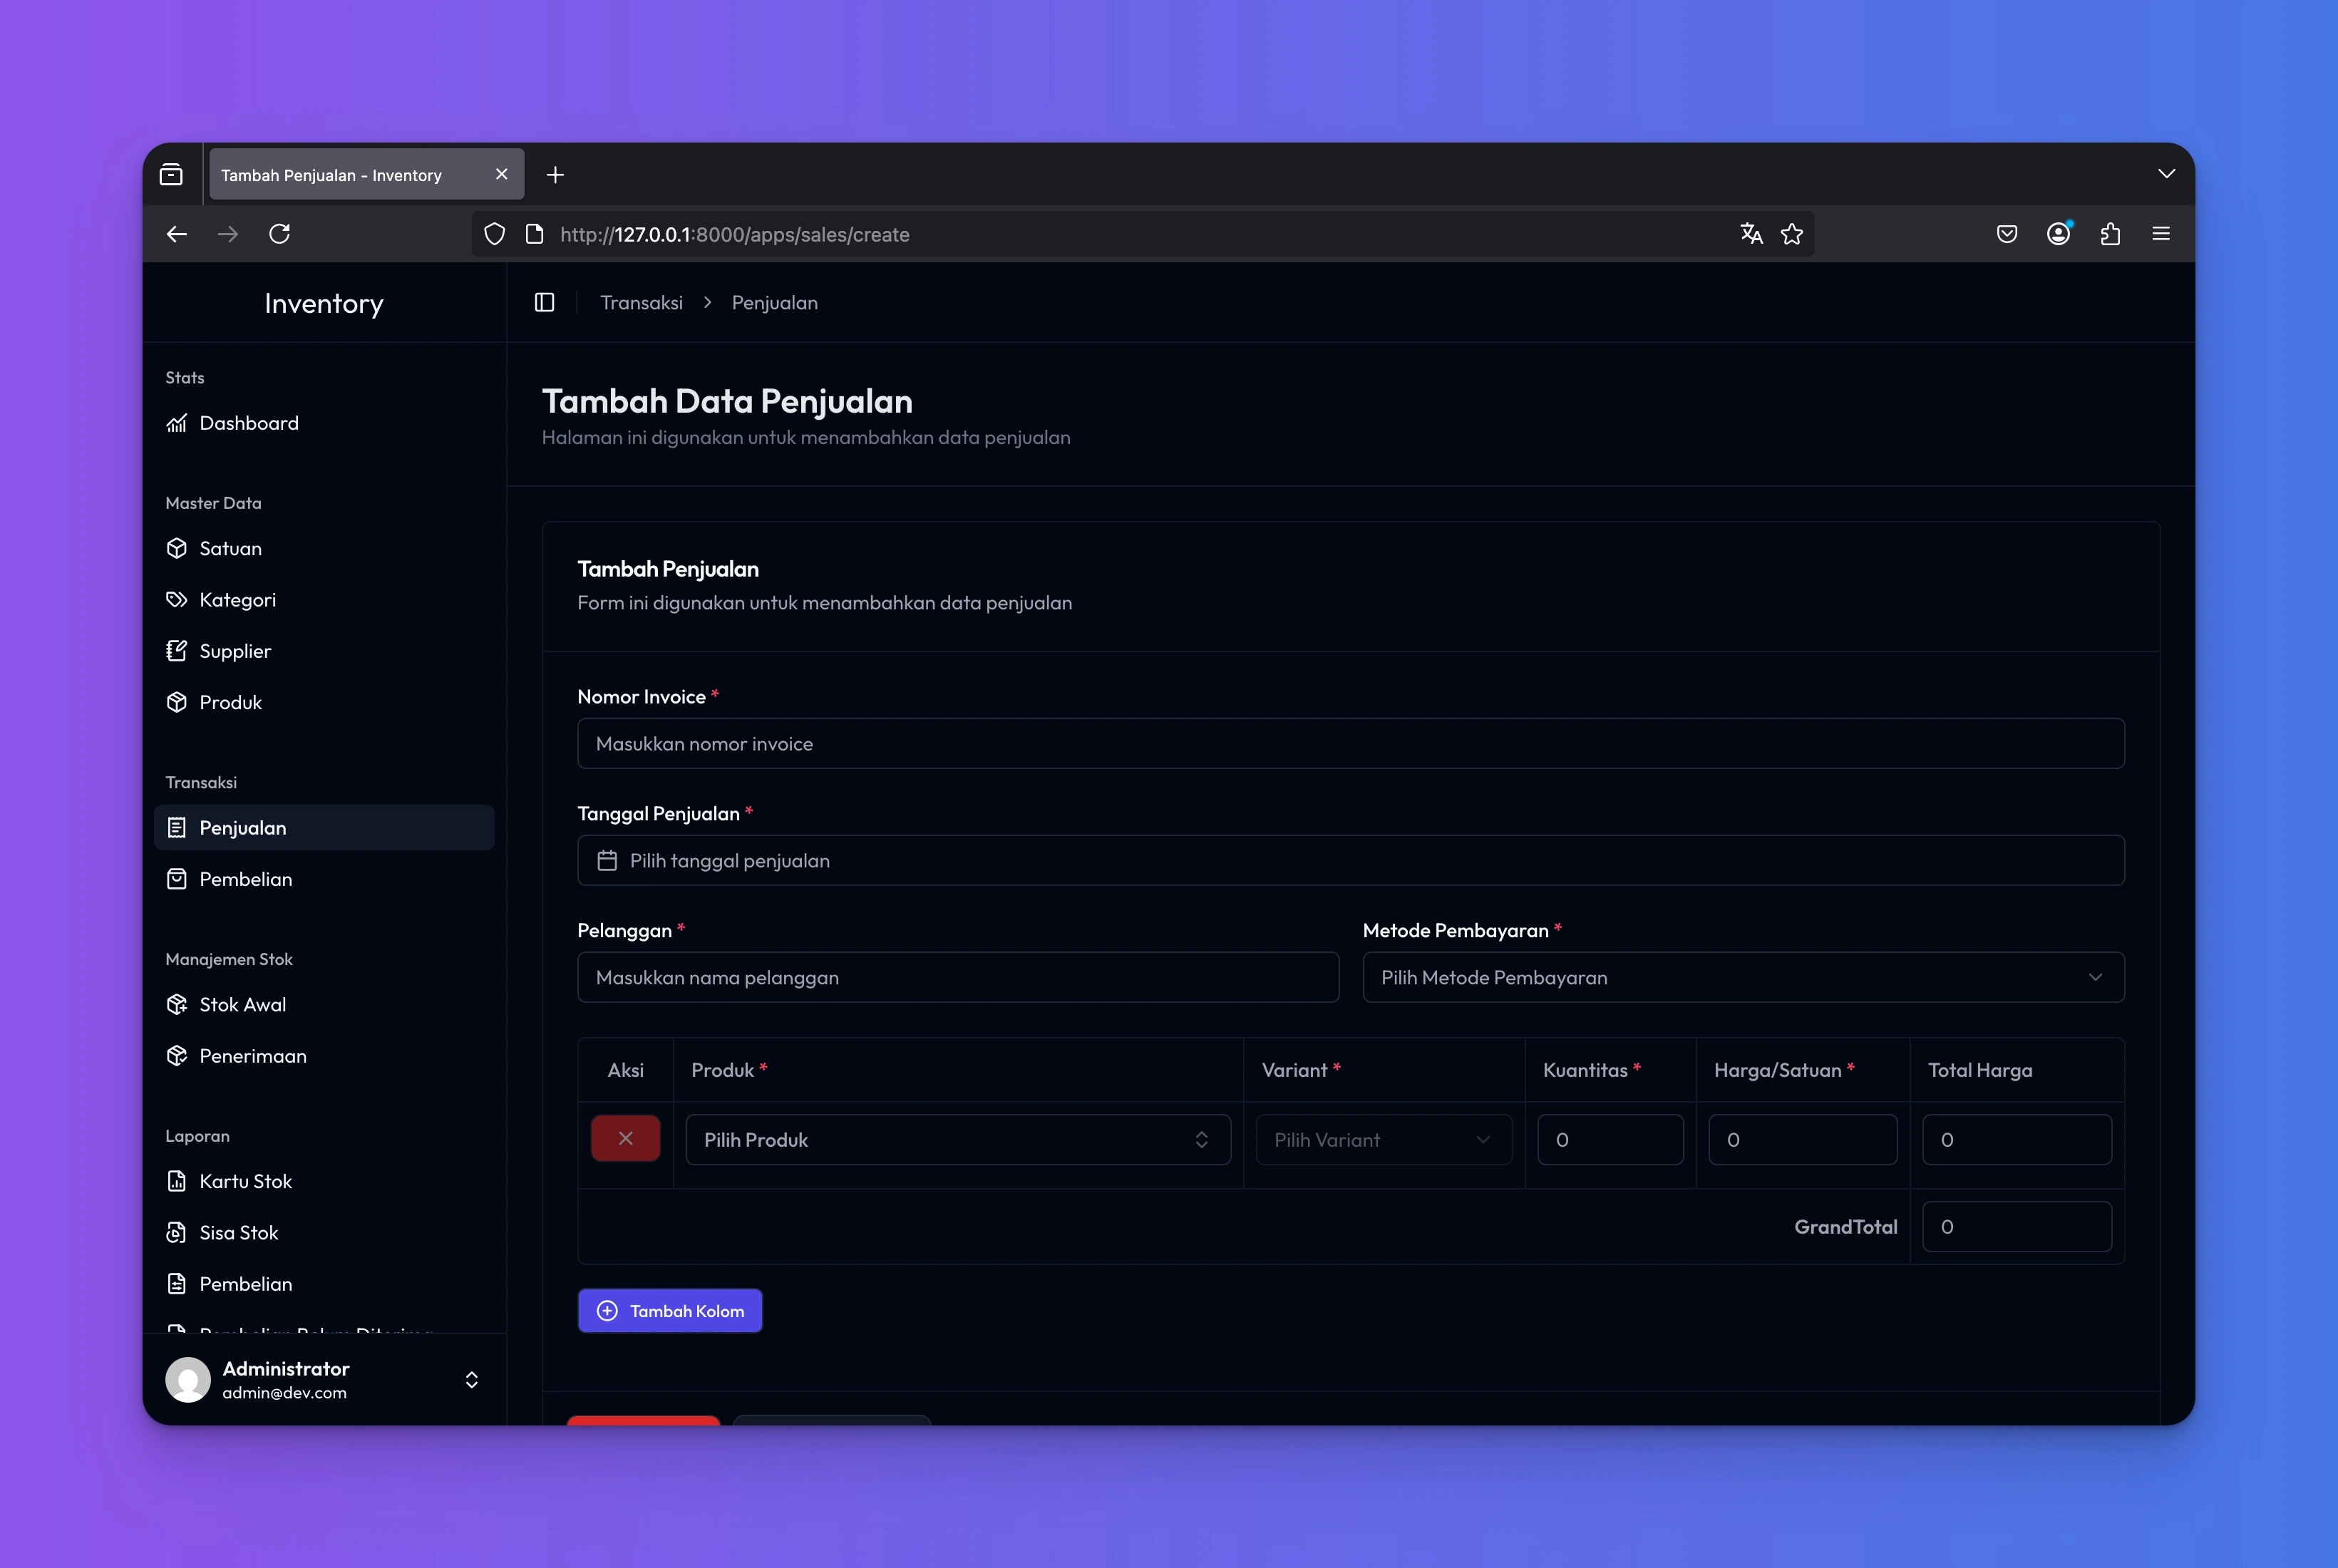 Tambah Penjualan - Inventory
http://127.0.0.1:8000/apps/sales/create
Inventory
Stats
Dashboard
Master Data
Satuan
Kategori
Supplier
Produk
Transaksi
Penjualan
Pembelian
Manajemen Stok
Stok Awal
Penerimaan
Laporan
Kartu Stok
Sisa Stok
Pembelian
Pembelian Belum Diterima
Administrator
admin@dev.com
Transaksi > Penjualan
Tambah Data Penjualan
Halaman ini digunakan untuk menambahkan data penjualan
Tambah Penjualan
Form ini digunakan untuk menambahkan data penjualan
Nomor Invoice *
Masukkan nomor invoice
Tanggal Penjualan *
Pilih tanggal penjualan
Pelanggan * Metode Pembayaran *
Masukkan nama pelanggan Pilih Metode Pembayaran
Aksi Produk * Variant * Kuantitas * Harga/Satuan * Total Harga
Pilih Produk Pilih Variant 0 0 0
GrandTotal 0
Tambah Kolom